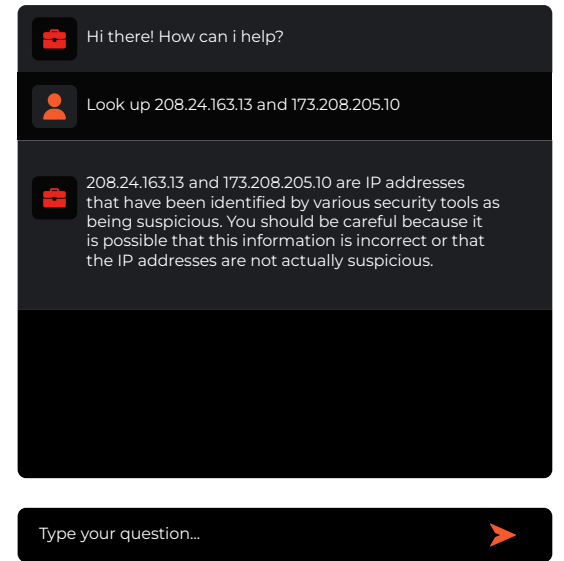 Hi there! How can i help?
Look up 208.24.163.13 and 173.208.205.10
208.24.163.13 and 173.208.205.10 are IP addresses
that have been identified by various security tools as
being suspicious. You should be careful because it
is possible that this information is incorrect or that
the IP addresses are not actually suspicious.
Type your question...